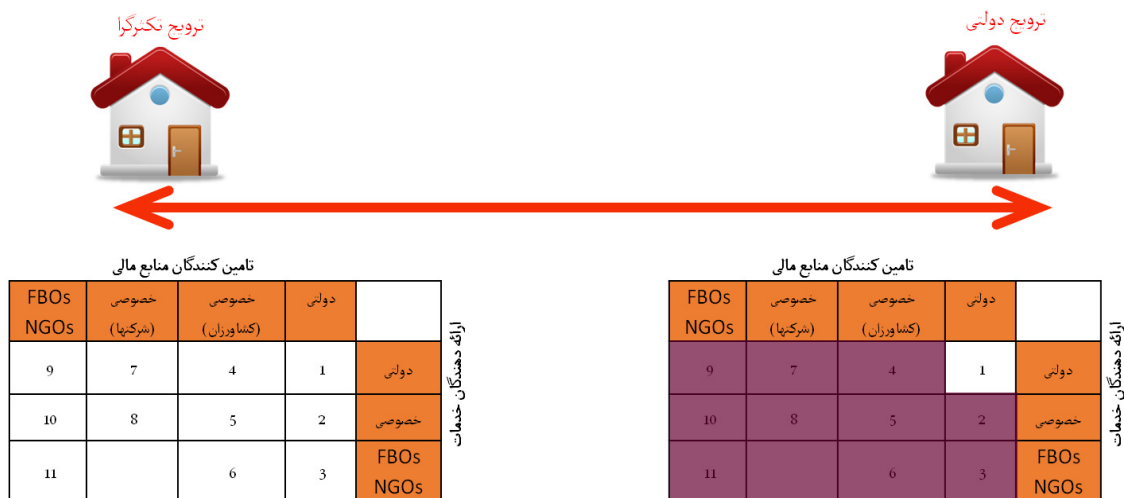 ترویج دولتی
ترویج تکثرگرا
تامین کنندگان منابع مالی
دولتی
خصوصی
(کشاورزان)
خصوصی
(شرکتها)
FBOs
NGOs
دولتی
1
4
7
9
خصوصی
2
5
8
10
FBOs
NGOs
3
6
11
ارائه دهندگان خدمات
تامین کنندگان منابع مالی
دولتی
خصوصی
(کشاورزان)
خصوصی
(شرکتها)
FBOs
NGOs
دولتی
1
4
7
9
خصوصی
2
5
8
10
FBOs
NGOs
3
6
11
ارائه دهندگان خدمات